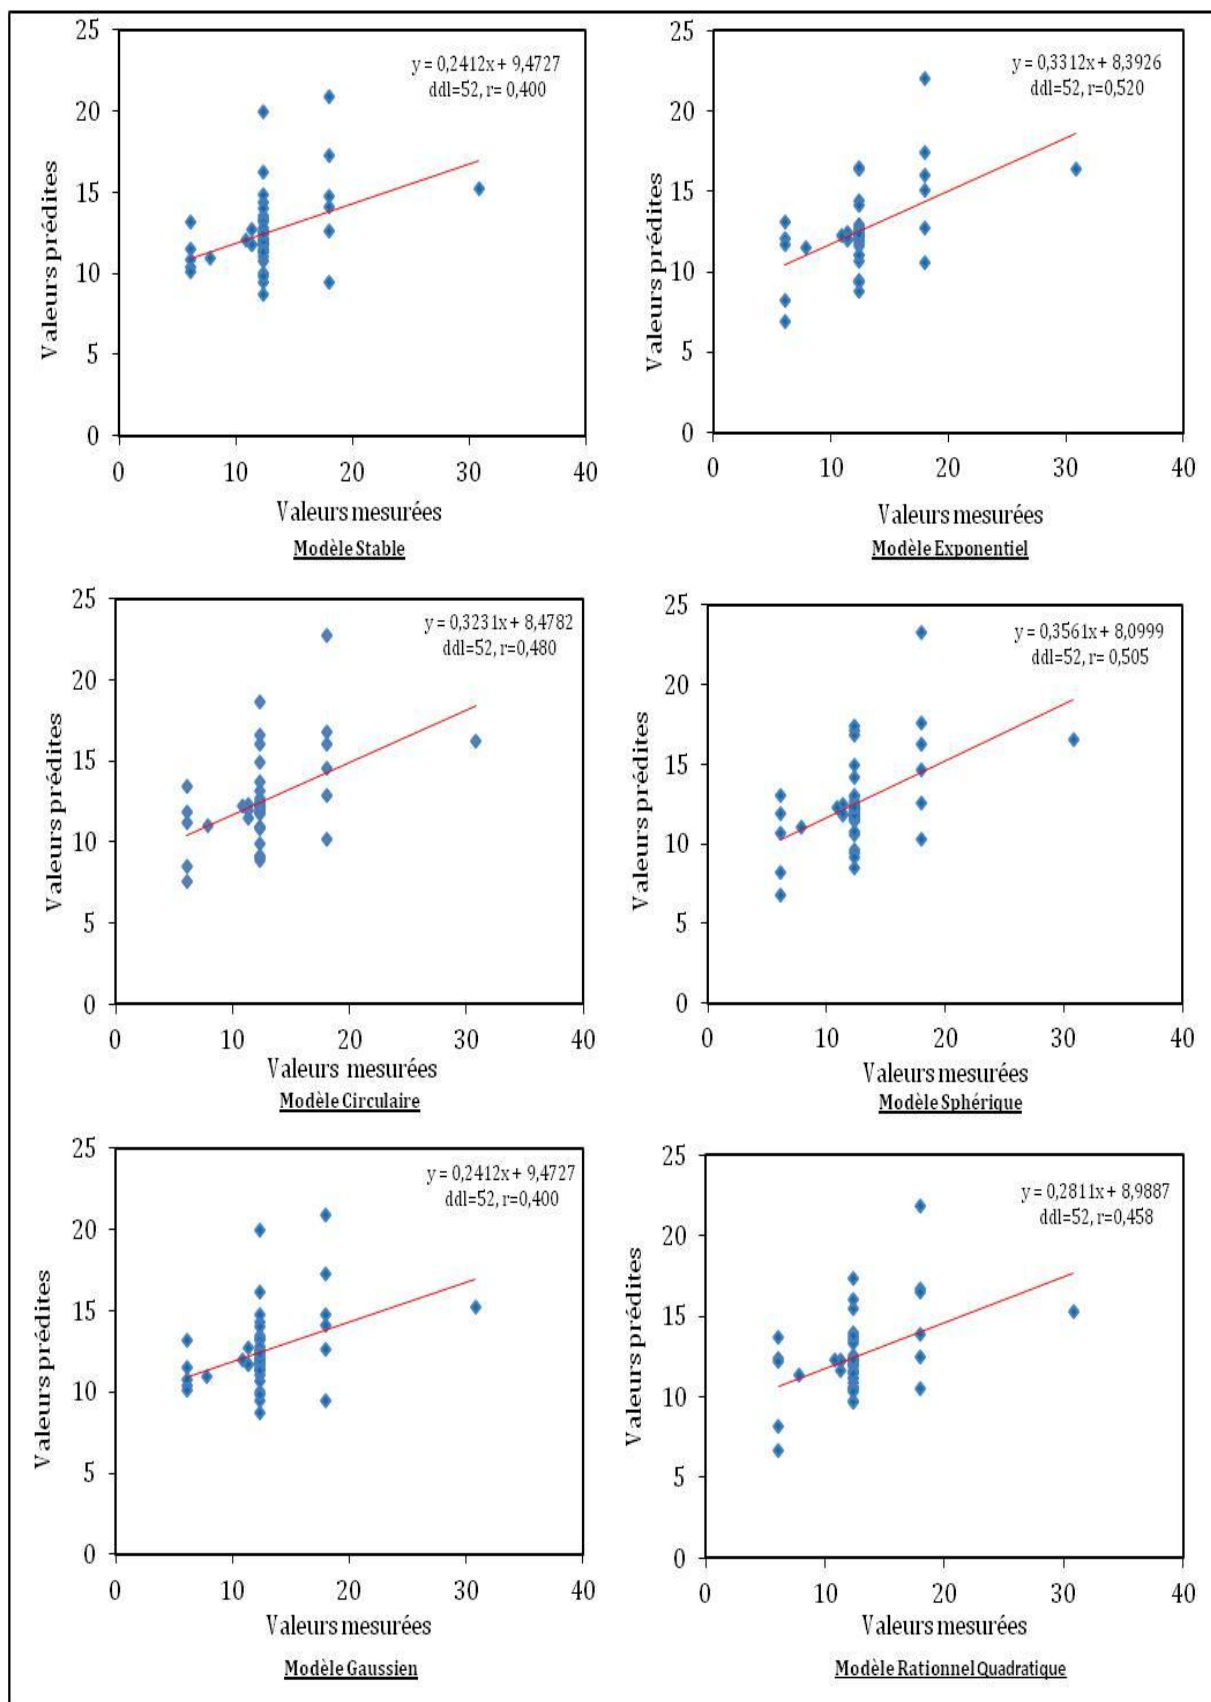 y = 0,2412x + 9,4727
ddl=52, r= 0,400
25
20
15
10
5
0
Valeurs prédites
0 10 20 30 40
Valeurs mesurées
Modèle Stable
y = 0,3312x + 8,3926
ddl=52, r=0,520
25
20
15
10
5
0
Valeurs prédites
0 10 20 30 40
Valeurs mesurées
Modèle Exponentiel
y = 0,3231x + 8,4782
ddl=52, r=0,480
25
20
15
10
5
0
Valeurs prédites
0 10 20 30 40
Valeurs mesurées
Modèle Circulaire
y = 0,3561x + 8,0999
ddl=52, r= 0,505
25
20
15
10
5
0
Valeurs prédites
0 10 20 30 40
Valeurs mesurées
Modèle Sphérique
y = 0,2412x + 9,4727
ddl=52, r=0,400
25
20
15
10
5
0
Valeurs prédites
0 10 20 30 40
Valeurs mesurées
Modèle Gaussien
y = 0,2811x + 8,9887
ddl=52, r=0,458
25
20
15
10
5
0
Valeurs prédites
0 10 20 30 40
Valeurs mesurées
Modèle Rationnel Quadratique